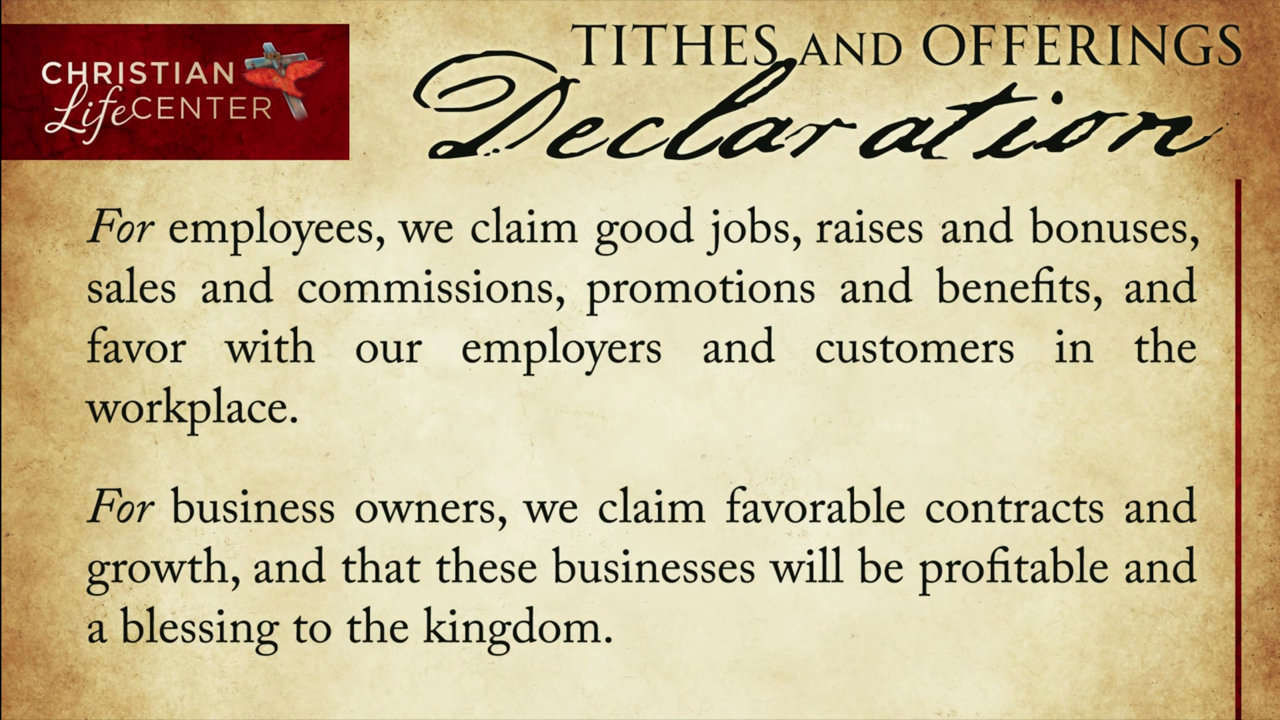 CHRISTIAN
LifeCENTER
TITHES AND OFFERINGS
Declaration
For employees, we claim good jobs, raises and bonuses,
sales and commissions, promotions and benefits, and
favor with our employers and customers in the
workplace.
For business owners, we claim favorable contracts and
growth, and that these businesses will be profitable and
a blessing to the kingdom.